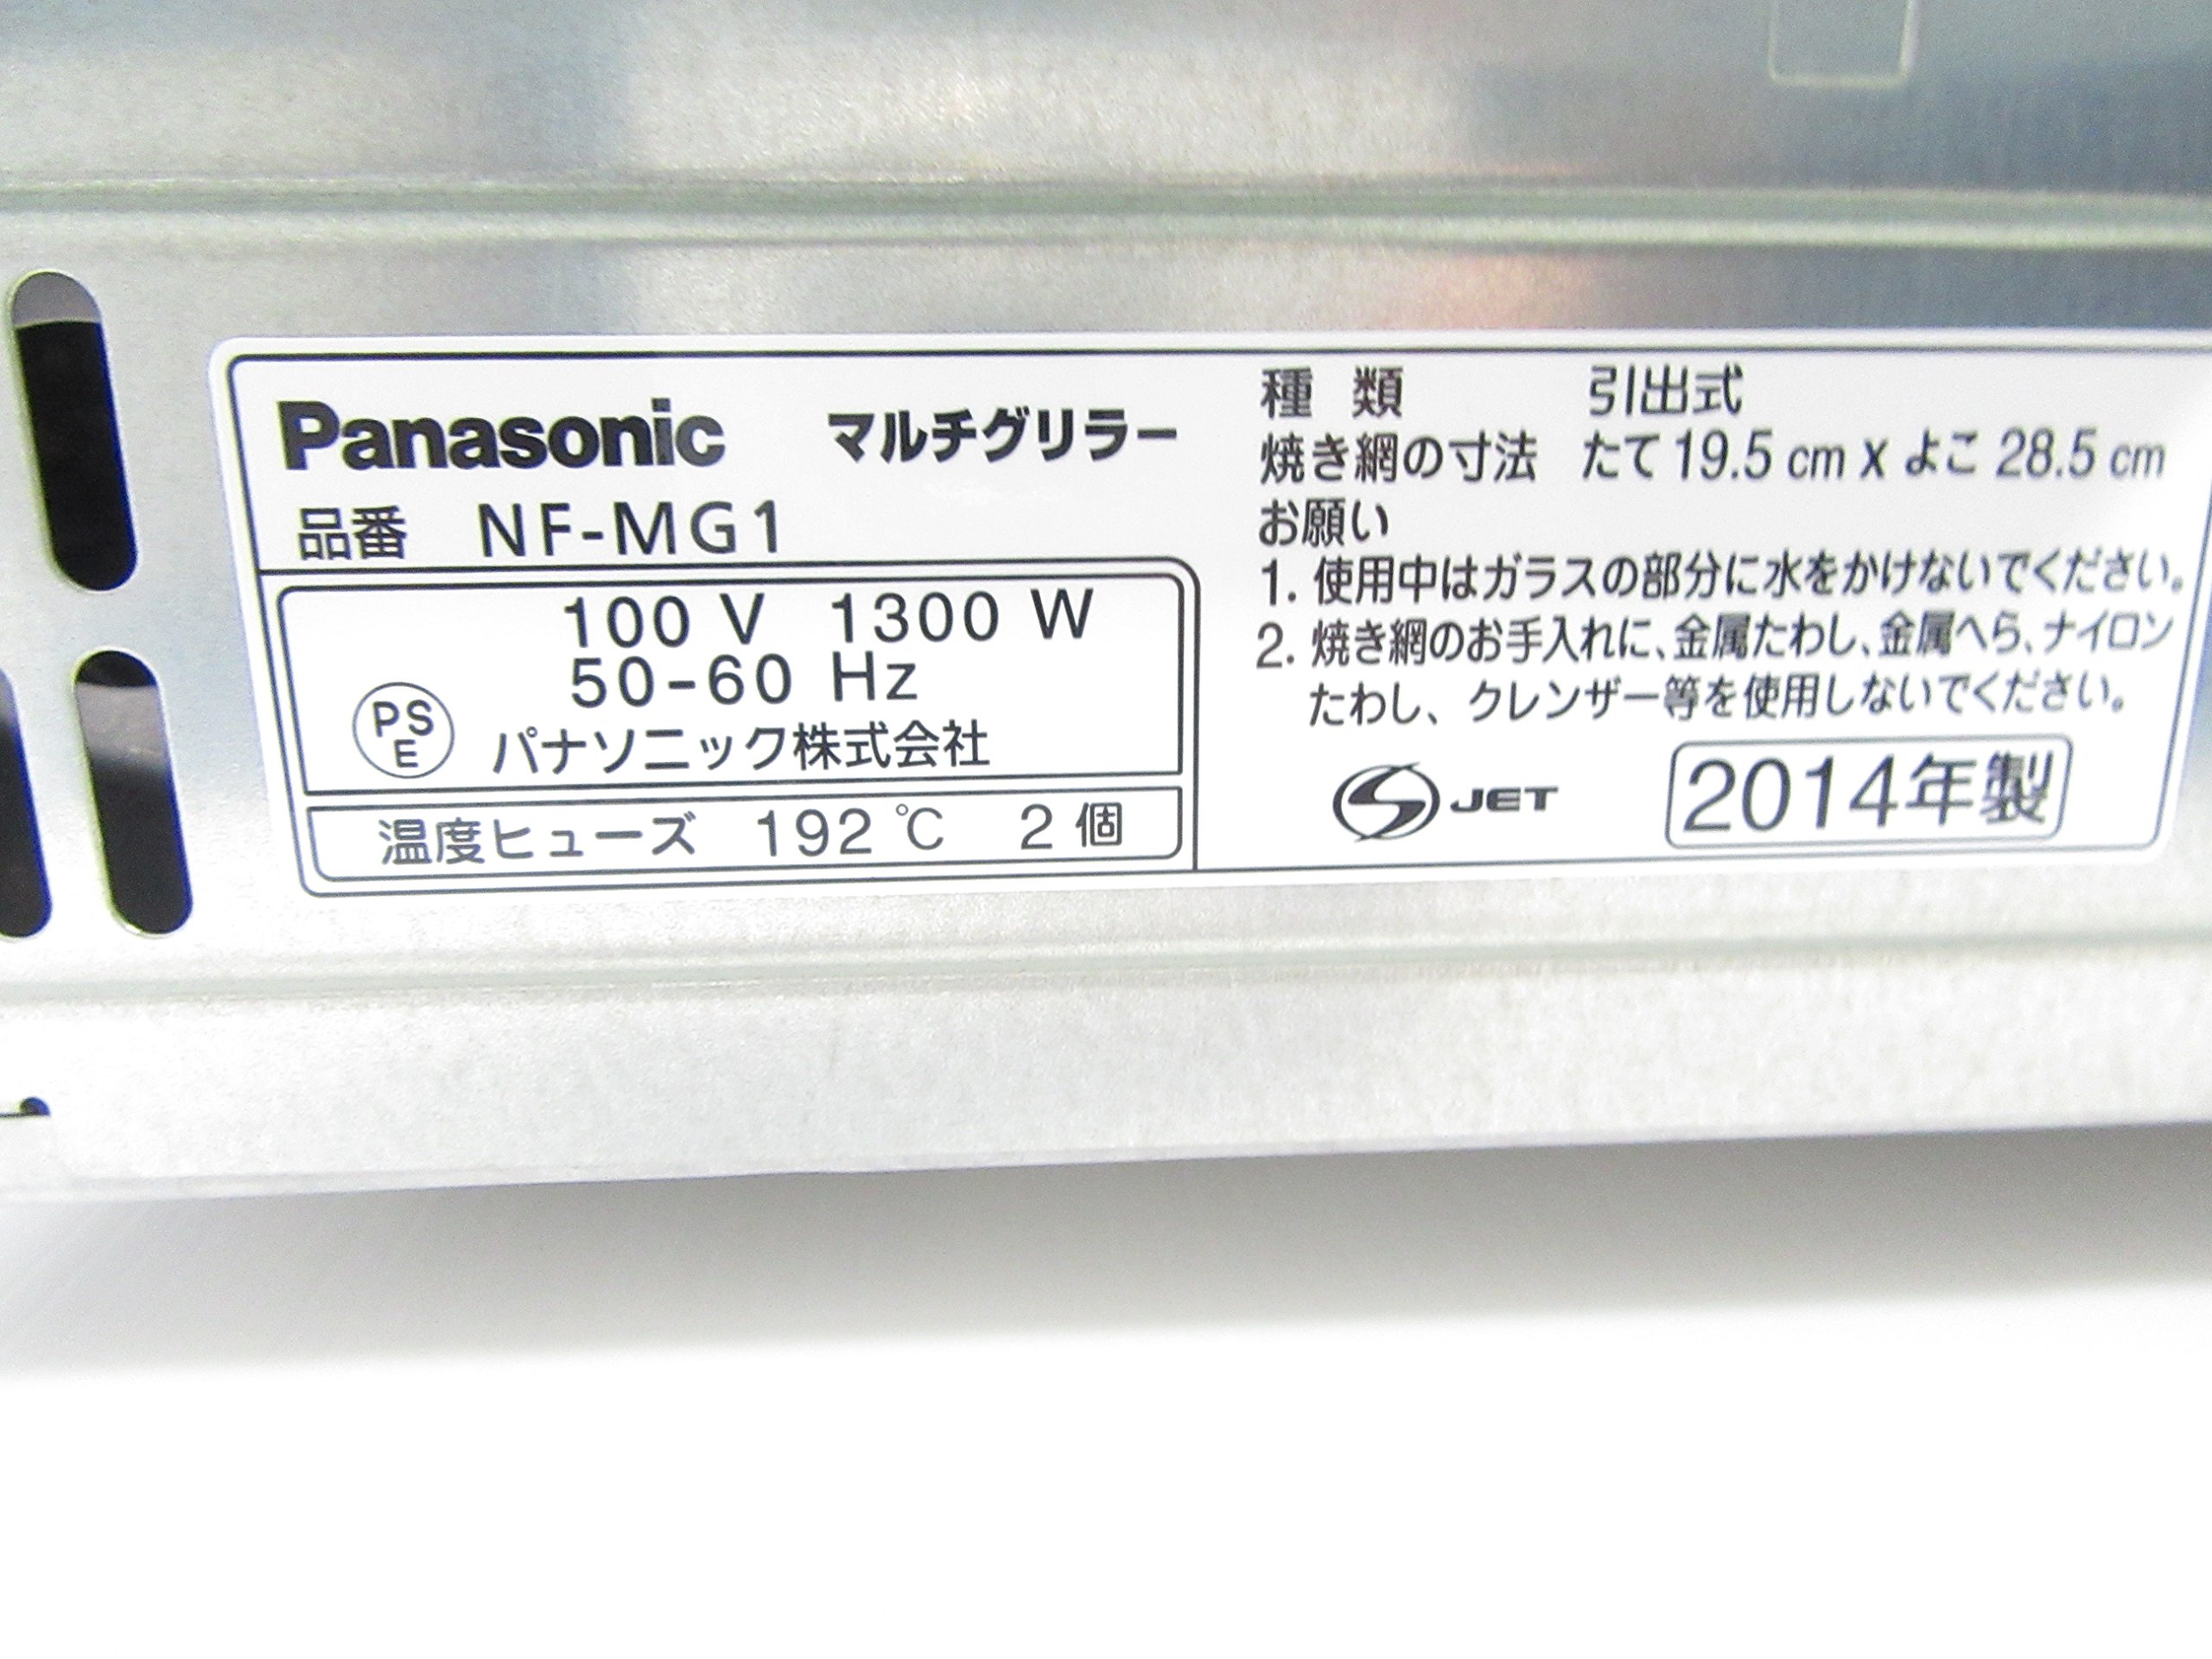 Panasonic マルチグリラー
品番 NF-MG1
100 V 1300 W
50-60 Hz
PS
E
パナソニック株式会社
温度ヒューズ 192℃ 2個
種類 引出式
焼き網の寸法 たて 19.5 cm x よこ 28.5 cm
お願い
1. 使用中はガラスの部分に水をかけないでください。
2. 焼き網のお手入れに、金属たわし、金属へら、ナイロン
たわし、クレンザー等を使用しないでください。
S JET
2014年製